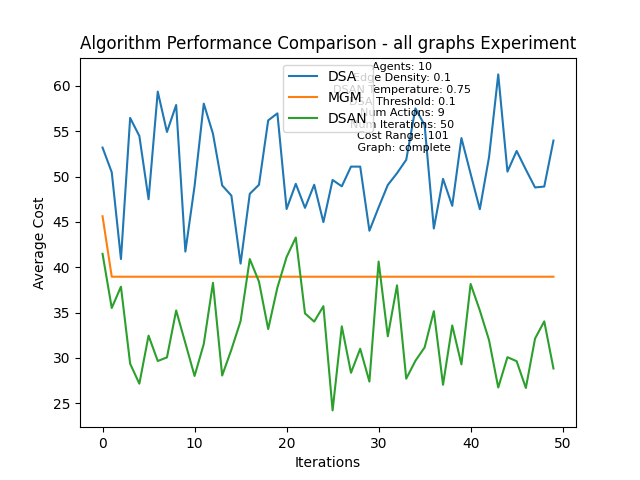 Algorithm Performance Comparison - all graphs Experiment
DSA
MGM
DSAN
Agents: 10
Edge Density: 0.1
DSAN Temperature: 0.75
DSA Threshold: 0.1
Num Actions: 9
Num Iterations: 50
Cost Range: 101
Graph: complete
Average Cost
60
55
50
45
40
35
30
25
0 10 20 30 40 50
Iterations